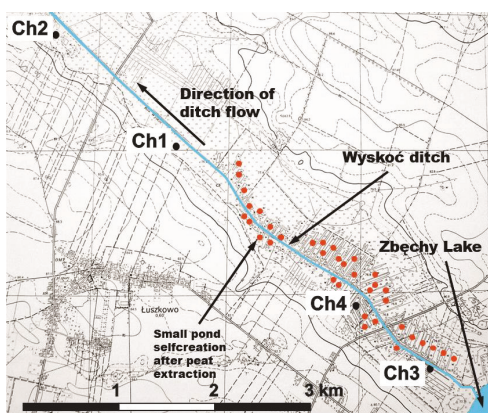 Ch2
Direction of
ditch flow
Ch1
Wyskoć ditch
Zbęchy Lake
Łuszkowo
Ch4
Small pond
selfcreation
after peat
extraction
Ch3
1
2
3 km